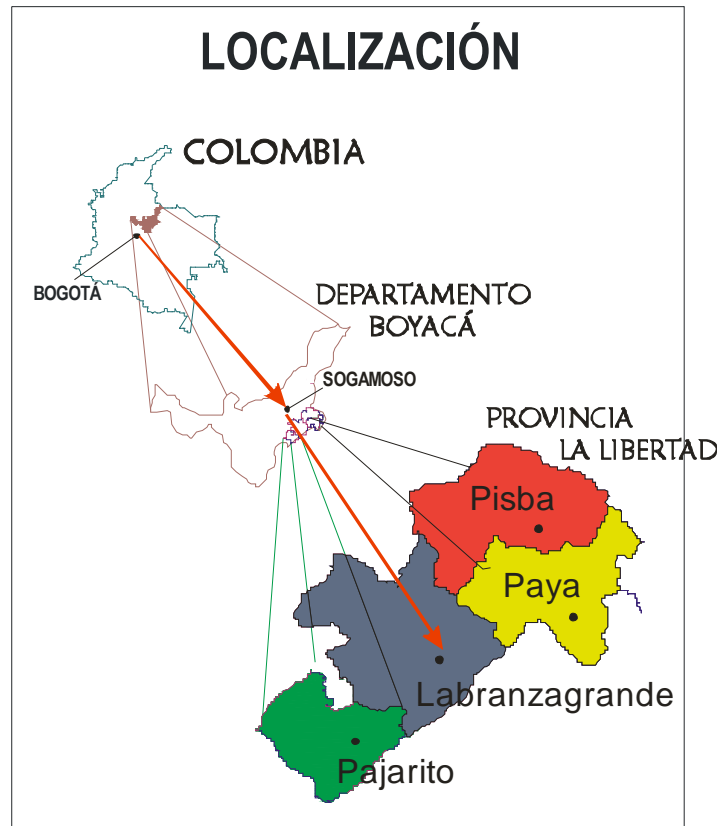 LOCALIZACIÓN
COLOMBIA
BOGOTÁ
DEPARTAMENTO
BOYACÁ
SOGAMOSO
PROVINCIA
LA LIBERTAD
Pisba
Paya
Labranzagrande
Pajarito